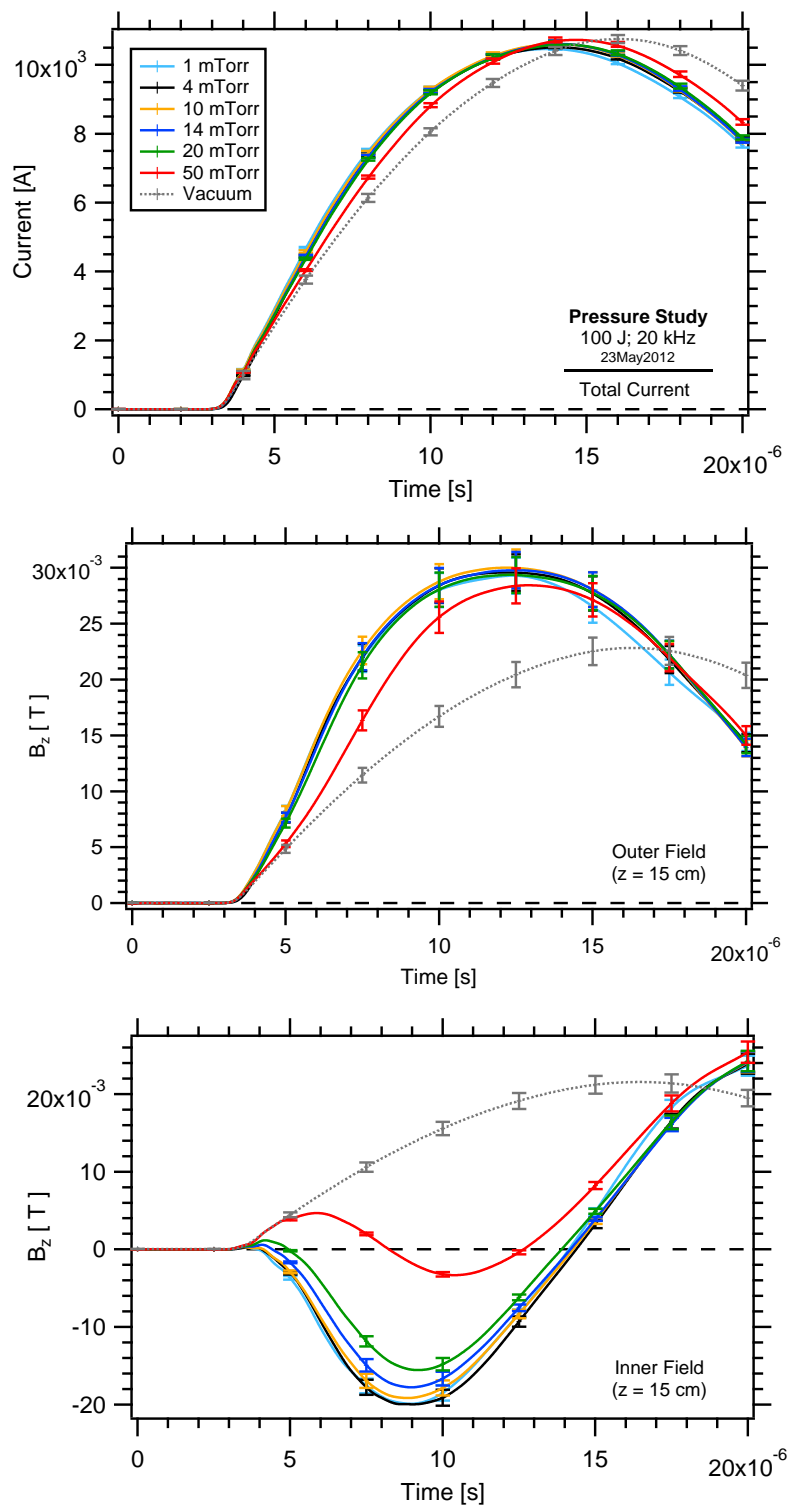 10x10³
8
6
4
2
0
Current [A]
1 mTorr
4 mTorr
10 mTorr
14 mTorr
20 mTorr
50 mTorr
Vacuum
Pressure Study
100 J; 20 kHz
23May2012
Total Current
0
5
10
15
20x10⁻⁶
Time [s]
30x10⁻³
25
20
15
10
5
0
B_z [ T ]
Outer Field
(z = 15 cm)
0
5
10
15
20x10⁻⁶
Time [s]
20x10⁻³
10
0
-10
-20
B_z [ T ]
Inner Field
(z = 15 cm)
0
5
10
15
20x10⁻⁶
Time [s]